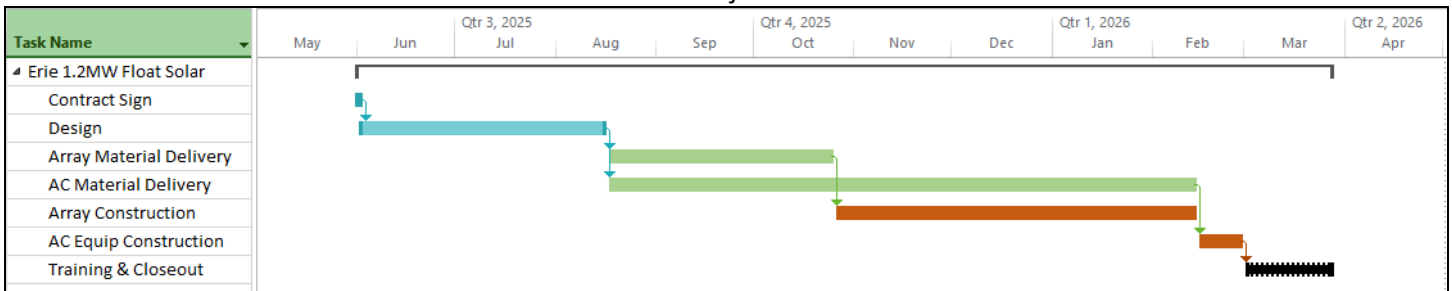 Qtr 3, 2025 Qtr 4, 2025 Qtr 1, 2026 Qtr 2, 2026
Task Name May Jun Jul Aug Sep Oct Nov Dec Jan Feb Mar Apr
Erie 1.2MW Float Solar
Contract Sign
Design
Array Material Delivery
AC Material Delivery
Array Construction
AC Equip Construction
Training & Closeout